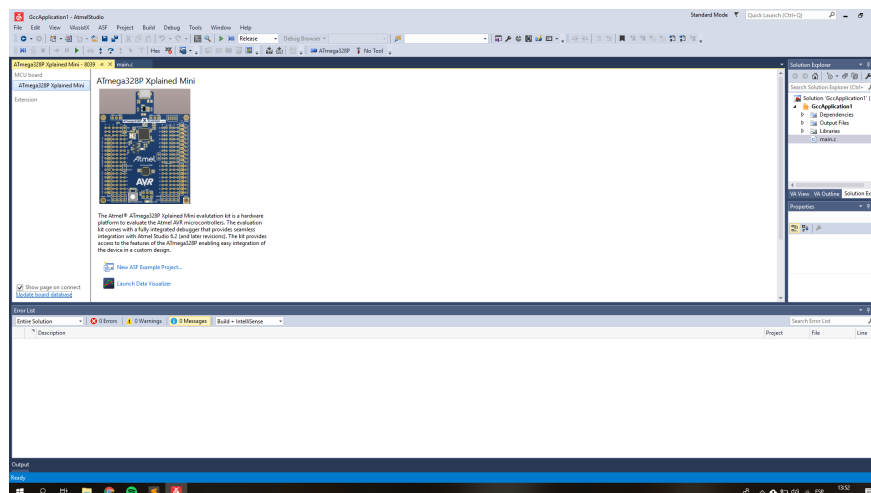 GccApplication1 - AtmelStudio
Standard Mode
Quick Launch (Ctrl+Q)
File Edit View VAssistX ASF Project Build Debug Tools Window Help
Release
Debug Browser
Hex
ATmega328P
No Tool
ATmega328P Xplained Mini - 8039
main.c
MCU board
ATmega328P Xplained Mini
Extension
ATmega328P Xplained Mini
Atmel
AVR
The Atmel® ATmega328P Xplained Mini evalutation kit is a hardware
platform to evaluate the Atmel AVR microcontrollers. The evaluation
kit comes with a fully integrated debugger that provides seamless
integration with Atmel Studio 6.2 (and later revisions). The kit provides
access to the features of the ATmega328P enabling easy integration of
the device in a custom design.
New ASF Example Project...
Launch Data Visualizer
Show page on connect
Update board database
Solution Explorer
Search Solution Explorer (Ctrl+
Solution 'GccApplication1' (
GccApplication1
Dependencies
Output Files
Libraries
main.c
VA View VA Outline Solution Ex
Properties
Error List
Entire Solution
0 Errors
0 Warnings
0 Messages
Build + IntelliSense
Search Error List
Description
Project
File
Line
Output
Ready
ESP
13:52